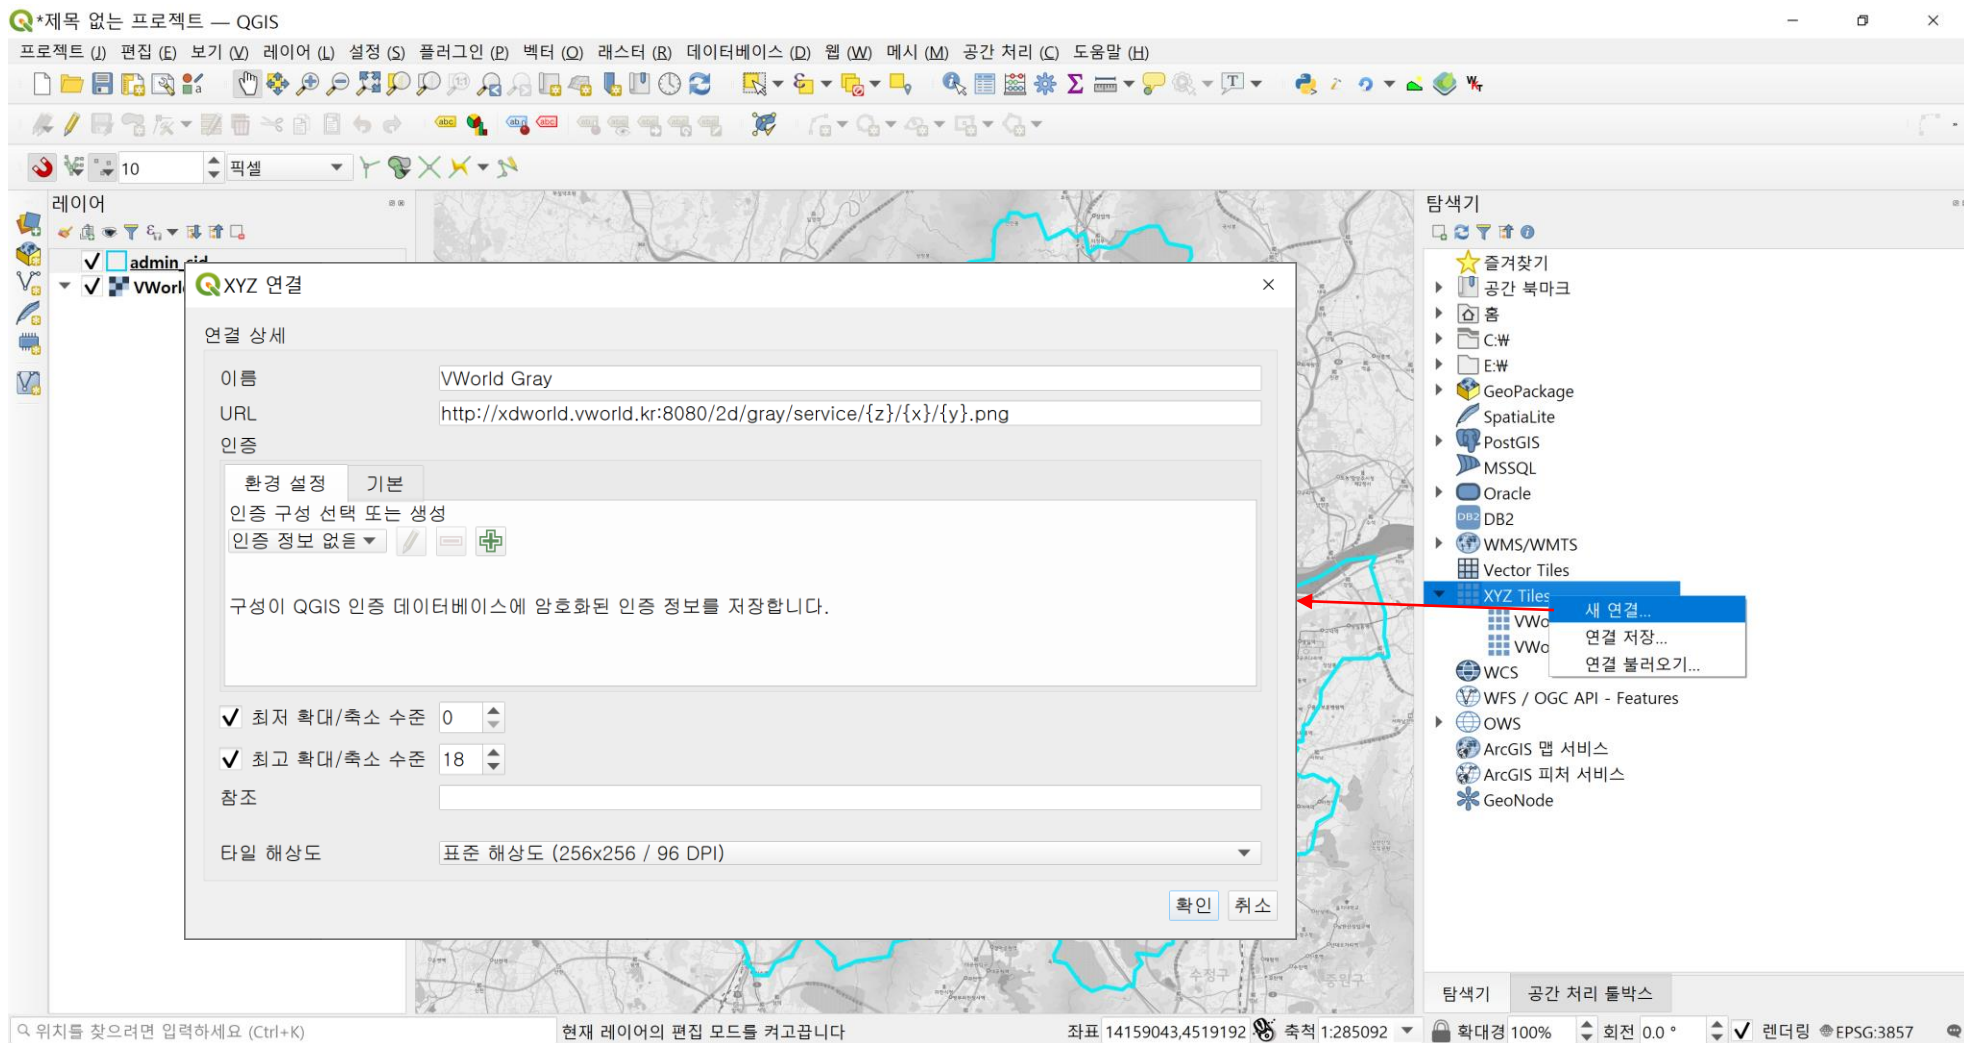 *제목 없는 프로젝트 — QGIS
프로젝트 (J) 편집 (E) 보기 (V) 레이어 (L) 설정 (S) 플러그인 (P) 벡터 (O) 래스터 (R) 데이터베이스 (D) 웹 (W) 메시 (M) 공간 처리 (C) 도움말 (H)
10 픽셀
레이어
admin_sid
VWorl
XYZ 연결
연결 상세
이름 VWorld Gray
URL http://xdworld.vworld.kr:8080/2d/gray/service/{z}/{x}/{y}.png
인증
환경 설정 기본
인증 구성 선택 또는 생성
인증 정보 없음
구성이 QGIS 인증 데이터베이스에 암호화된 인증 정보를 저장합니다.
최저 확대/축소 수준 0
최고 확대/축소 수준 18
참조
타일 해상도 표준 해상도 (256x256 / 96 DPI)
확인 취소
수정구
중원구
탐색기
즐겨찾기
공간 북마크
홈
C:₩
E:₩
GeoPackage
SpatiaLite
PostGIS
MSSQL
Oracle
DB2 DB2
WMS/WMTS
Vector Tiles
XYZ Tiles
VWo
VWo
새 연결...
연결 저장...
연결 불러오기...
WCS
WFS / OGC API - Features
OWS
ArcGIS 맵 서비스
ArcGIS 피처 서비스
GeoNode
탐색기 공간 처리 툴박스
위치를 찾으려면 입력하세요 (Ctrl+K) 현재 레이어의 편집 모드를 켜고끕니다 좌표 14159043,4519192 축척 1:285092 확대경 100% 회전 0.0 ° 렌더링 EPSG:3857